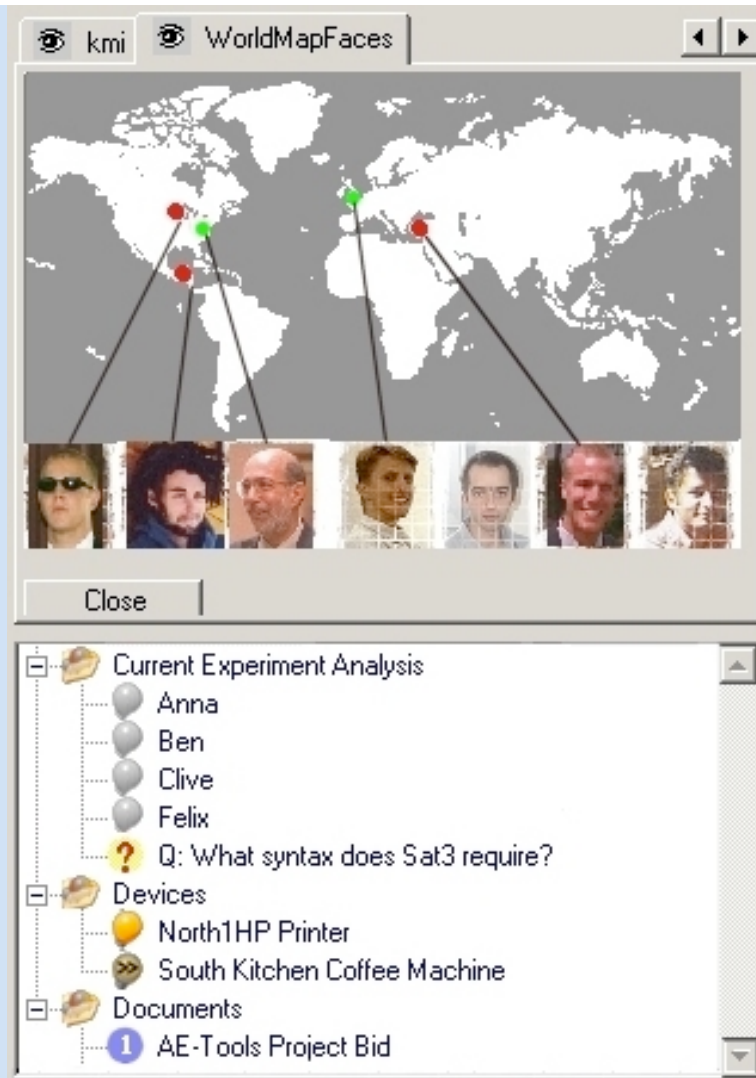 kmi WorldMapFaces
Close
Current Experiment Analysis
Anna
Ben
Clive
Felix
? Q: What syntax does Sat3 require?
Devices
North1HP Printer
>> South Kitchen Coffee Machine
Documents
1 AE-Tools Project Bid